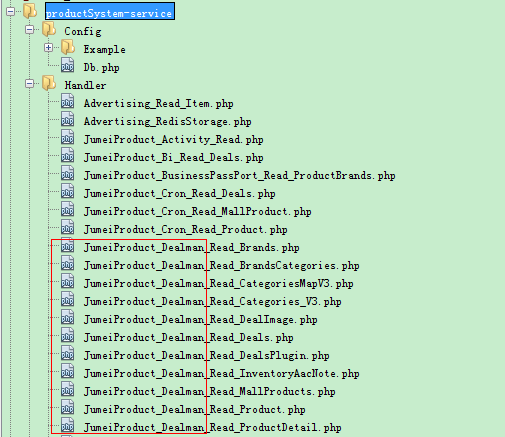 productSystem-service
Config
Example
Db.php
Handler
Advertising_Read_Item.php
Advertising_RedisStorage.php
JumeiProduct_Activity_Read.php
JumeiProduct_Bi_Read_Deals.php
JumeiProduct_BusinessPassPort_Read_ProductBrands.php
JumeiProduct_Cron_Read_Deals.php
JumeiProduct_Cron_Read_MallProduct.php
JumeiProduct_Cron_Read_Product.php
JumeiProduct_Dealman_Read_Brands.php
JumeiProduct_Dealman_Read_BrandsCategories.php
JumeiProduct_Dealman_Read_CategoriesMapV3.php
JumeiProduct_Dealman_Read_Categories_V3.php
JumeiProduct_Dealman_Read_DealImage.php
JumeiProduct_Dealman_Read_Deals.php
JumeiProduct_Dealman_Read_DealsPlugin.php
JumeiProduct_Dealman_Read_InventoryAacNote.php
JumeiProduct_Dealman_Read_MallProducts.php
JumeiProduct_Dealman_Read_Product.php
JumeiProduct_Dealman_Read_ProductDetail.php